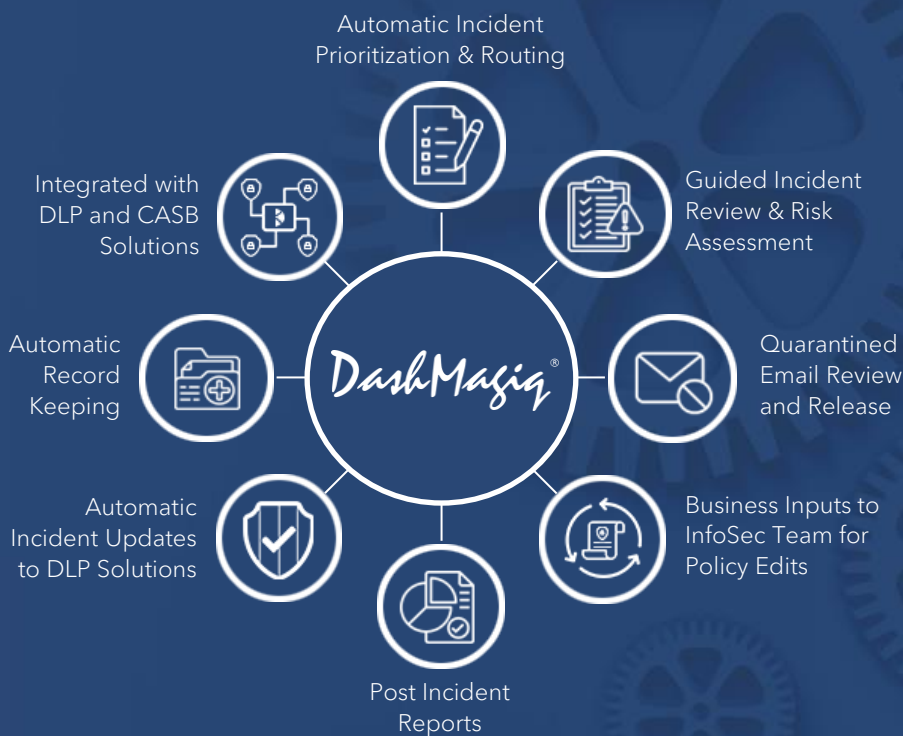 Automatic Incident
Prioritization & Routing
Guided Incident
Review & Risk
Assessment
Quarantined
Email Review
and Release
Business Inputs to
InfoSec Team for
Policy Edits
Post Incident
Reports
Automatic
Incident Updates
to DLP Solutions
Automatic
Record
Keeping
Integrated with
DLP and CASB
Solutions
DashMagiq®